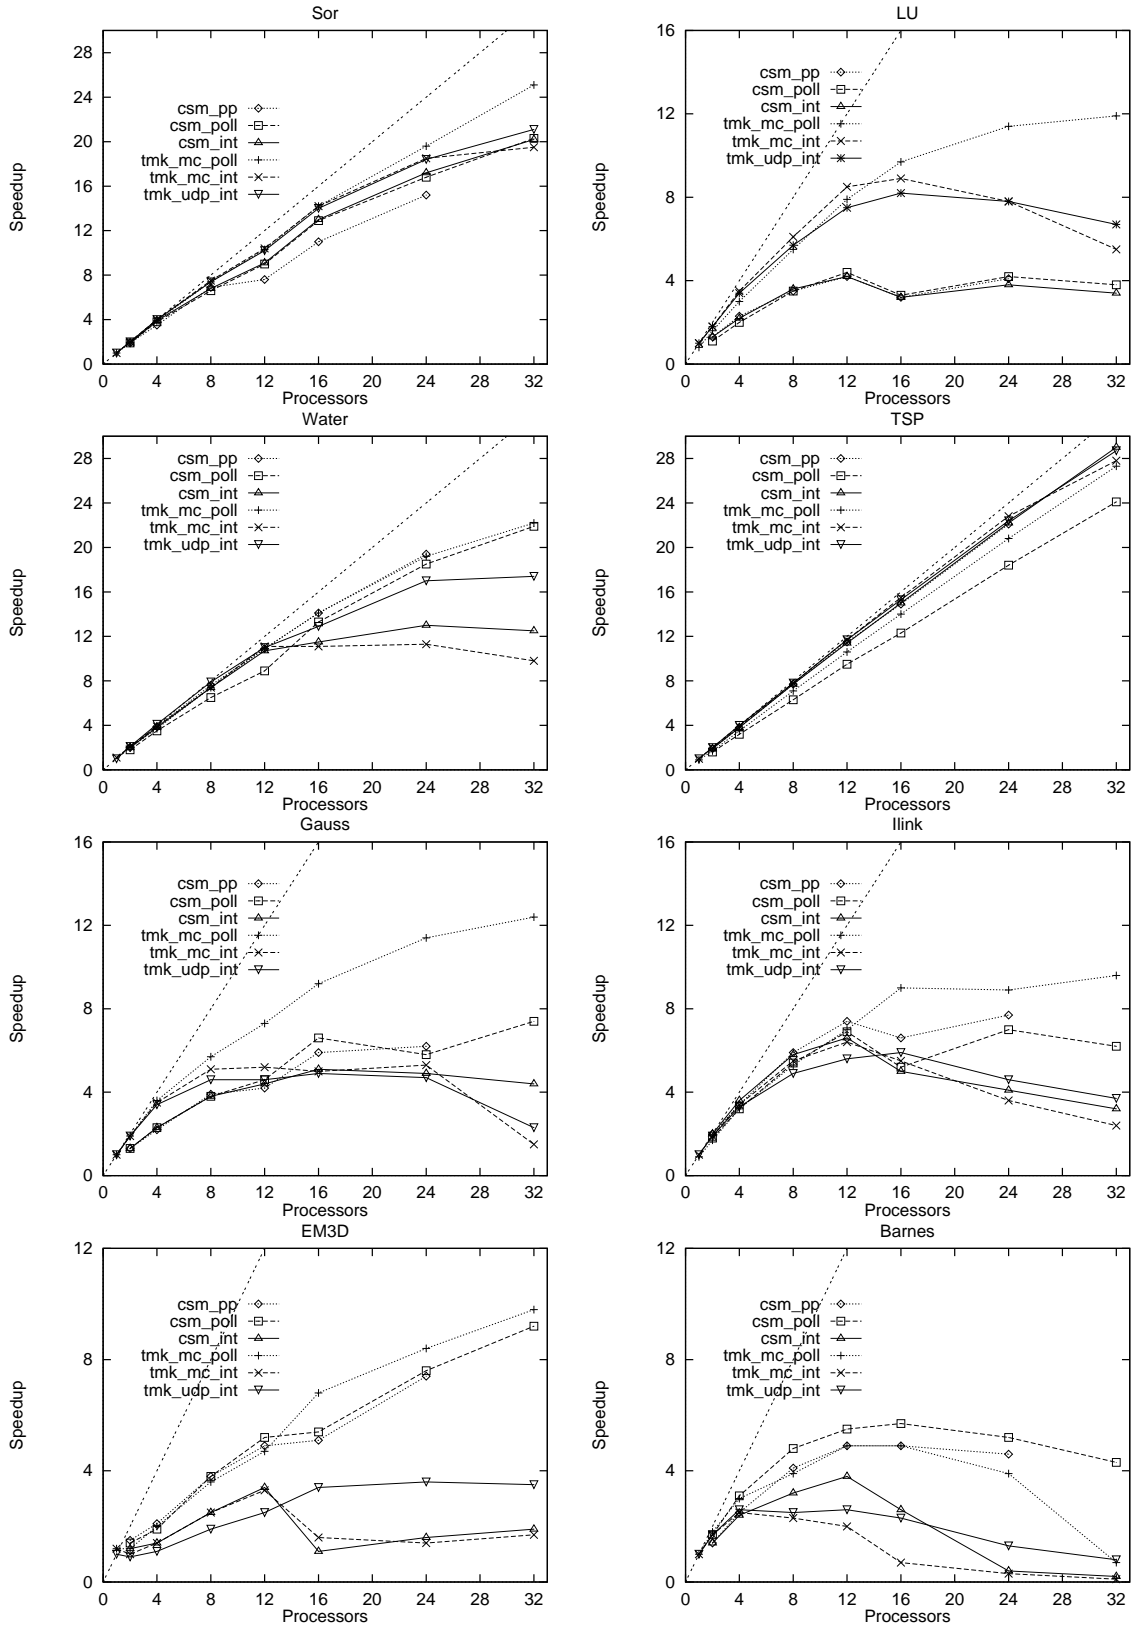 Sor
28
24
20
16
12
8
4
0
Speedup
csm_pp
csm_poll
csm_int
tmk_mc_poll
tmk_mc_int
tmk_udp_int
0 4 8 12 16 20 24 28 32
Processors
LU
16
12
8
4
0
Speedup
csm_pp
csm_poll
csm_int
tmk_mc_poll
tmk_mc_int
tmk_udp_int
0 4 8 12 16 20 24 28 32
Processors
Water
28
24
20
16
12
8
4
0
Speedup
csm_pp
csm_poll
csm_int
tmk_mc_poll
tmk_mc_int
tmk_udp_int
0 4 8 12 16 20 24 28 32
Processors
TSP
28
24
20
16
12
8
4
0
Speedup
csm_pp
csm_poll
csm_int
tmk_mc_poll
tmk_mc_int
tmk_udp_int
0 4 8 12 16 20 24 28 32
Processors
Gauss
16
12
8
4
0
Speedup
csm_pp
csm_poll
csm_int
tmk_mc_poll
tmk_mc_int
tmk_udp_int
0 4 8 12 16 20 24 28 32
Processors
Ilink
16
12
8
4
0
Speedup
csm_pp
csm_poll
csm_int
tmk_mc_poll
tmk_mc_int
tmk_udp_int
0 4 8 12 16 20 24 28 32
Processors
EM3D
12
8
4
0
Speedup
csm_pp
csm_poll
csm_int
tmk_mc_poll
tmk_mc_int
tmk_udp_int
0 4 8 12 16 20 24 28 32
Processors
Barnes
12
8
4
0
Speedup
csm_pp
csm_poll
csm_int
tmk_mc_poll
tmk_mc_int
tmk_udp_int
0 4 8 12 16 20 24 28 32
Processors